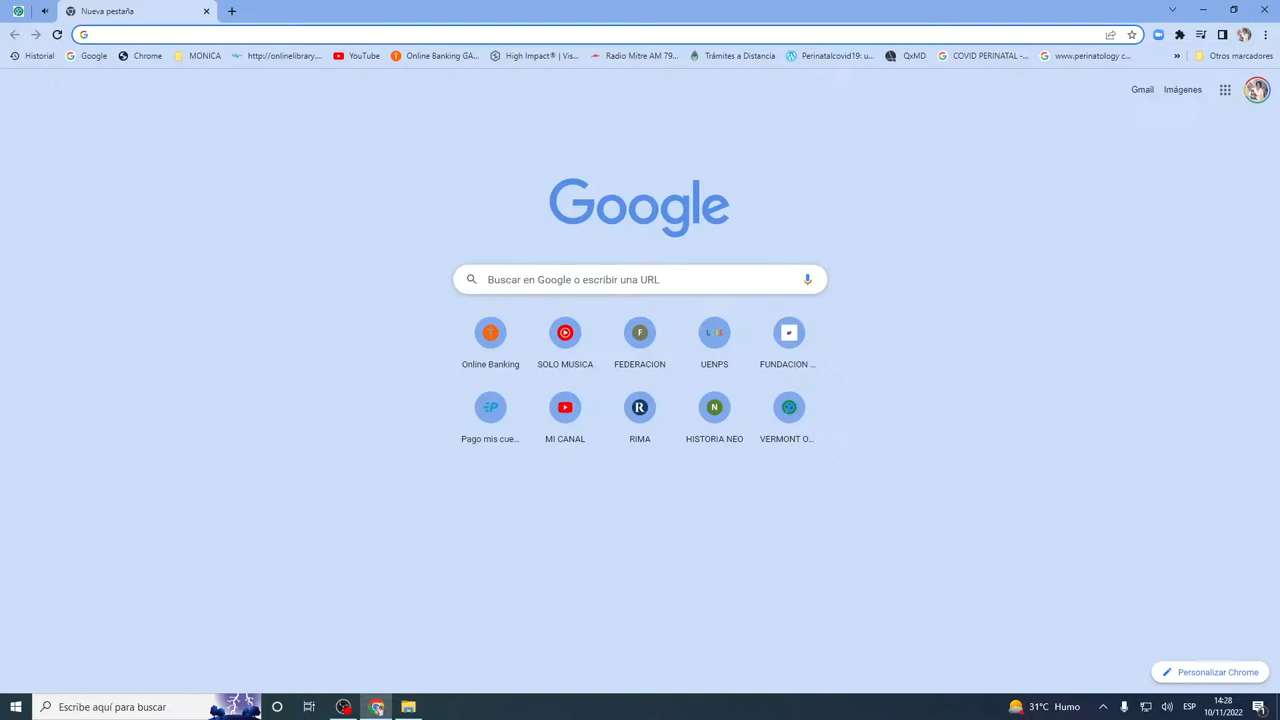 Nueva pestaña
Historial
Google
Chrome
MONICA
http://onlinelibrary....
YouTube
Online Banking GA...
High Impact® | Vis...
Radio Mitre AM 79...
Trámites a Distancia
Perinatalcovid19: u...
QxMD
COVID PERINATAL -...
www.perinatology c...
»
Otros marcadores
Gmail
Imágenes
Google
Buscar en Google o escribir una URL
Online Banking
SOLO MUSICA
F
FEDERACION
UENPS
FUNDACION ...
Pago mis cue...
MI CANAL
R
RIMA
N
HISTORIA NEO
VERMONT O...
Personalizar Chrome
Escribe aquí para buscar
31°C Humo
ESP
14:28
10/11/2022